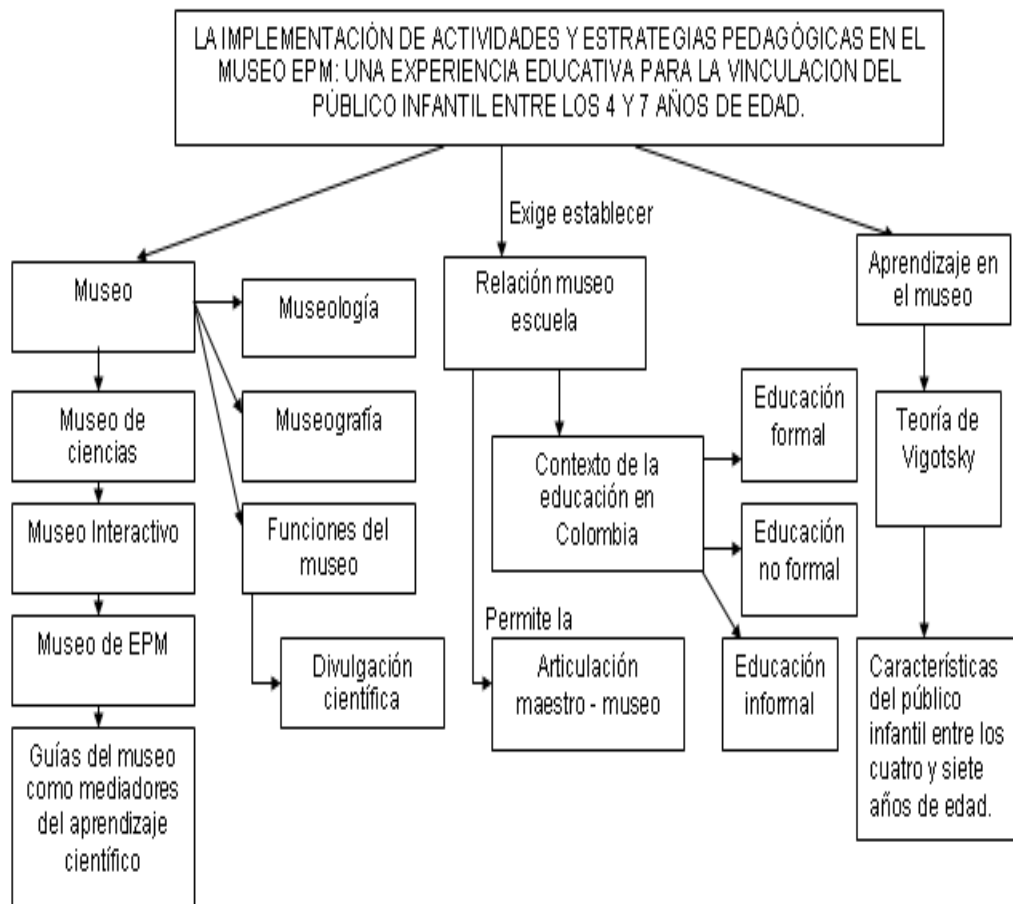 LA IMPLEMENTACIÓN DE ACTIVIDADES Y ESTRATEGIAS PEDAGÓGICAS EN EL
MUSEO EPM: UNA EXPERIENCIA EDUCATIVA PARA LA VINCULACION DEL
PÚBLICO INFANTIL ENTRE LOS 4 Y 7 AÑOS DE EDAD.
Exige establecer
Museo
Museología
Museografía
Funciones del
museo
Divulgación
científica
Museo de
ciencias
Museo Interactivo
Museo de EPM
Guías del museo
como mediadores
del aprendizaje
científico
Relación museo
escuela
Contexto de la
educación en
Colombia
Educación
formal
Educación
no formal
Educación
informal
Permite la
Articulación
maestro - museo
Aprendizaje en
el museo
Teoría de
Vigotsky
Características
del público
infantil entre los
cuatro y siete
años de edad.